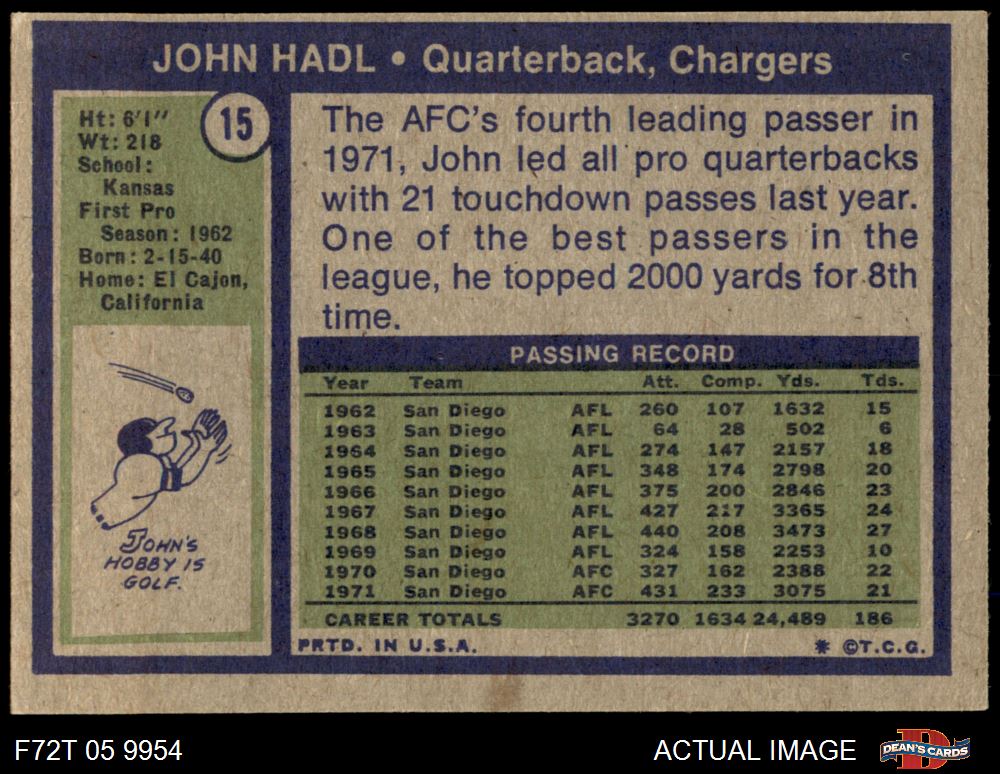 JOHN HADL • Quarterback, Chargers
Ht: 6'1"
Wt: 218
School:
Kansas
First Pro
Season: 1962
Born: 2-15-40
Home: El Cajon,
California
15
JOHN'S
HOBBY IS
GOLF.
The AFC's fourth leading passer in
1971, John led all pro quarterbacks
with 21 touchdown passes last year.
One of the best passers in the
league, he topped 2000 yards for 8th
time.
PASSING RECORD
Year Team Att. Comp. Yds. Tds.
1962 San Diego AFL 260 107 1632 15
1963 San Diego AFL 64 28 502 6
1964 San Diego AFL 274 147 2157 18
1965 San Diego AFL 348 174 2798 20
1966 San Diego AFL 375 200 2846 23
1967 San Diego AFL 427 217 3365 24
1968 San Diego AFL 440 208 3473 27
1969 San Diego AFL 324 158 2253 10
1970 San Diego AFC 327 162 2388 22
1971 San Diego AFC 431 233 3075 21
CAREER TOTALS 3270 1634 24,489 186
PRTD. IN U.S.A. * ©T.C.G.
F72T 05 9954 ACTUAL IMAGE DEAN'S CARDS